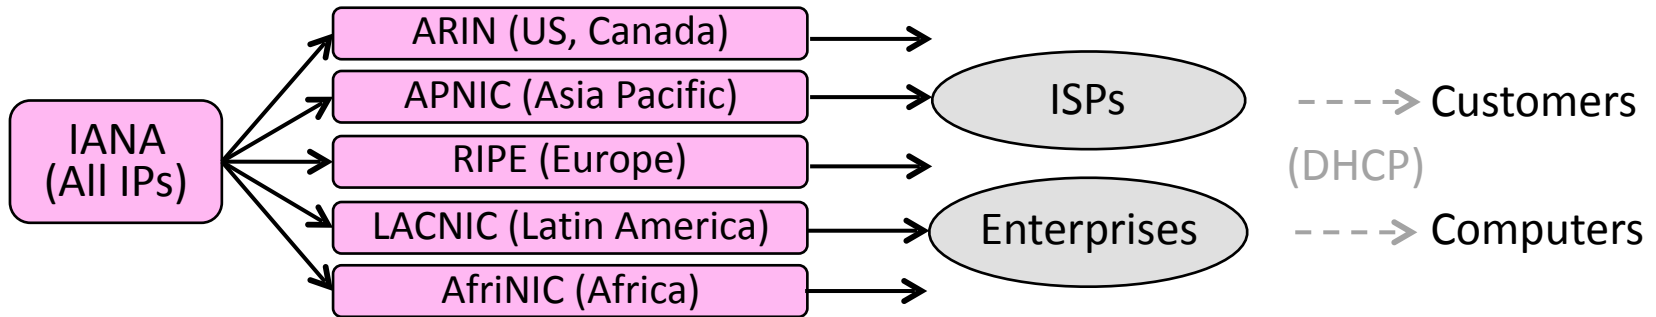 IANA
(All IPs)
ARIN (US, Canada)
APNIC (Asia Pacific)
RIPE (Europe)
LACNIC (Latin America)
AfriNIC (Africa)
ISPs
Enterprises
Customers
(DHCP)
Computers